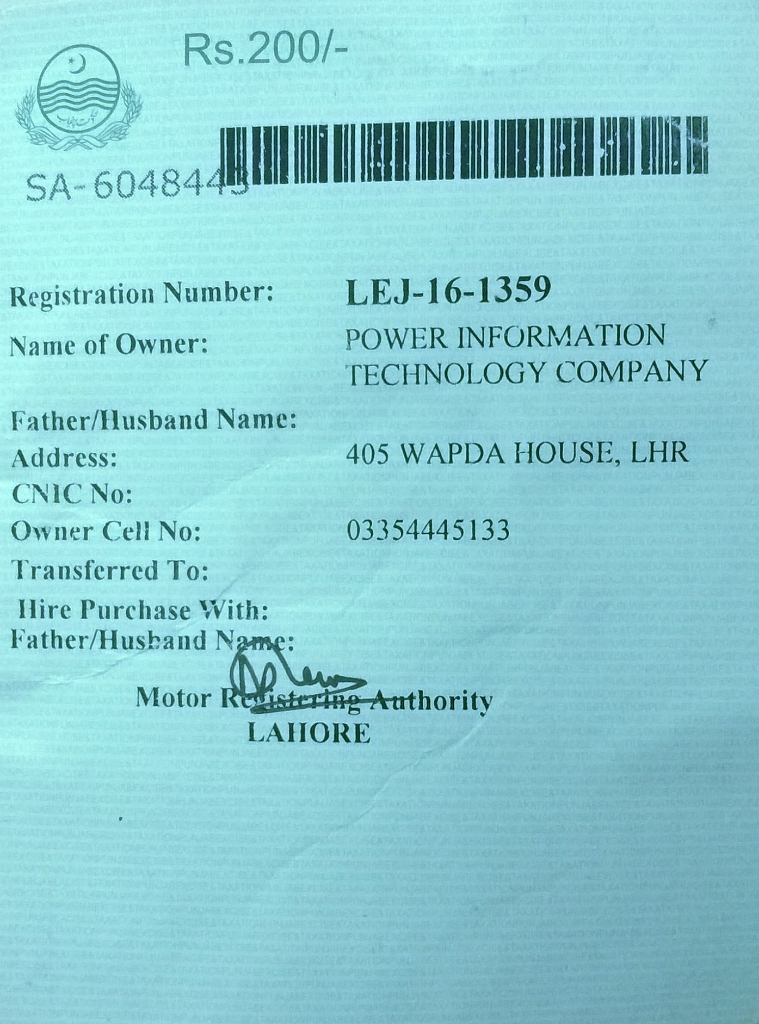 Rs.200/-
SA-6048443
Registration Number: LEJ-16-1359
Name of Owner: POWER INFORMATION
TECHNOLOGY COMPANY
Father/Husband Name:
Address: 405 WAPDA HOUSE, LHR
CNIC No:
Owner Cell No: 03354445133
Transferred To:
Hire Purchase With:
Father/Husband Name:
Motor Registering Authority
LAHORE